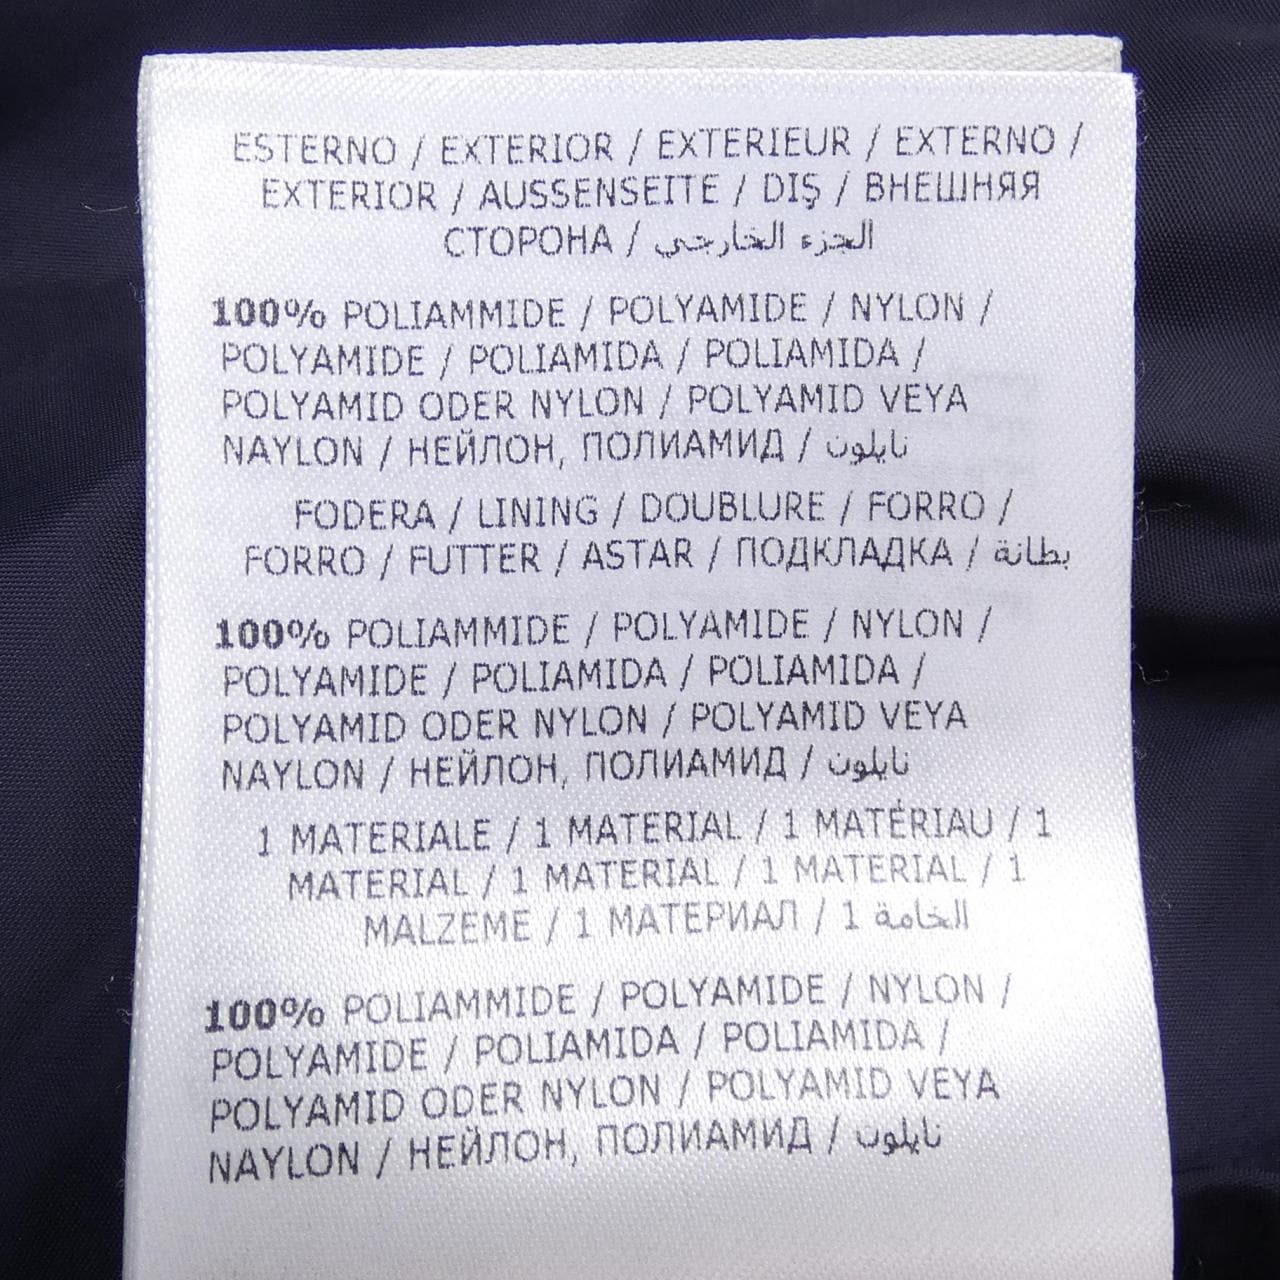 ESTERNO / EXTERIOR / EXTERIEUR / EXTERNO /
EXTERIOR / AUSSENSEITE / DIŞ / ВНЕШНЯЯ
СТОРОНА / الجزء الخارجي
100% POLIAMMIDE / POLYAMIDE / NYLON /
POLYAMIDE / POLIAMIDA / POLIAMIDA /
POLYAMID ODER NYLON / POLYAMID VEYA
NAYLON / НЕЙЛОН, ПОЛИАМИД / نايلون
FODERA / LINING / DOUBLURE / FORRO /
FORRO / FUTTER / ASTAR / ПОДКЛАДКА / بطانة
100% POLIAMMIDE / POLYAMIDE / NYLON /
POLYAMIDE / POLIAMIDA / POLIAMIDA /
POLYAMID ODER NYLON / POLYAMID VEYA
NAYLON / НЕЙЛОН, ПОЛИАМИД / نايلون
1 MATERIALE / 1 MATERIAL / 1 MATÉRIAU / 1
MATERIAL / 1 MATERIAL / 1 MATERIAL / 1
MALZEME / 1 МАТЕРИАЛ / 1 الخامة
100% POLIAMMIDE / POLYAMIDE / NYLON /
POLYAMIDE / POLIAMIDA / POLIAMIDA /
POLYAMID ODER NYLON / POLYAMID VEYA
NAYLON / НЕЙЛОН, ПОЛИАМИД / نايلون